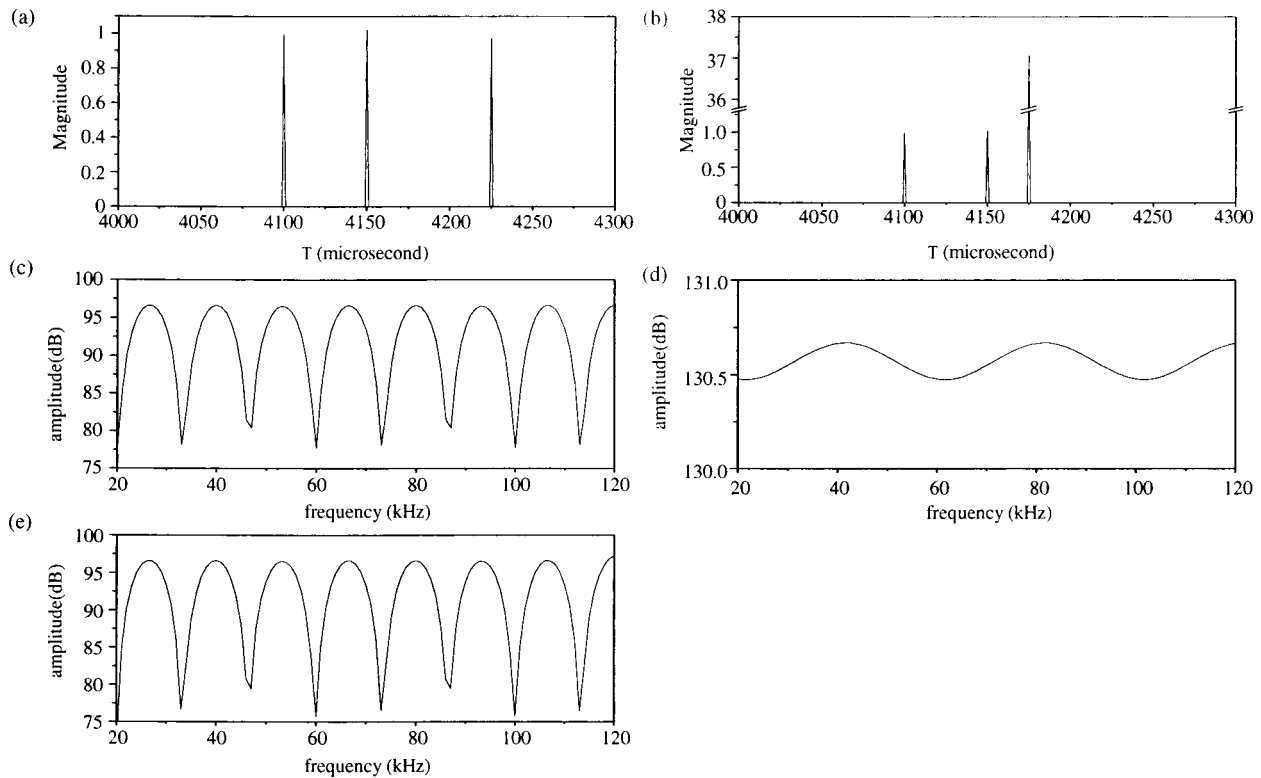 (a)
Magnitude
1
0.8
0.6
0.4
0.2
0
4000 4050 4100 4150 4200 4250 4300
T (microsecond)
(b)
Magnitude
38
37
36
1.0
0.5
0
4000 4050 4100 4150 4200 4250 4300
T (microsecond)
(c)
amplitude(dB)
100
95
90
85
80
75
20 40 60 80 100 120
frequency (kHz)
(d)
amplitude(dB)
131.0
130.5
130.0
20 40 60 80 100 120
frequency (kHz)
(e)
amplitude(dB)
100
95
90
85
80
75
20 40 60 80 100 120
frequency (kHz)